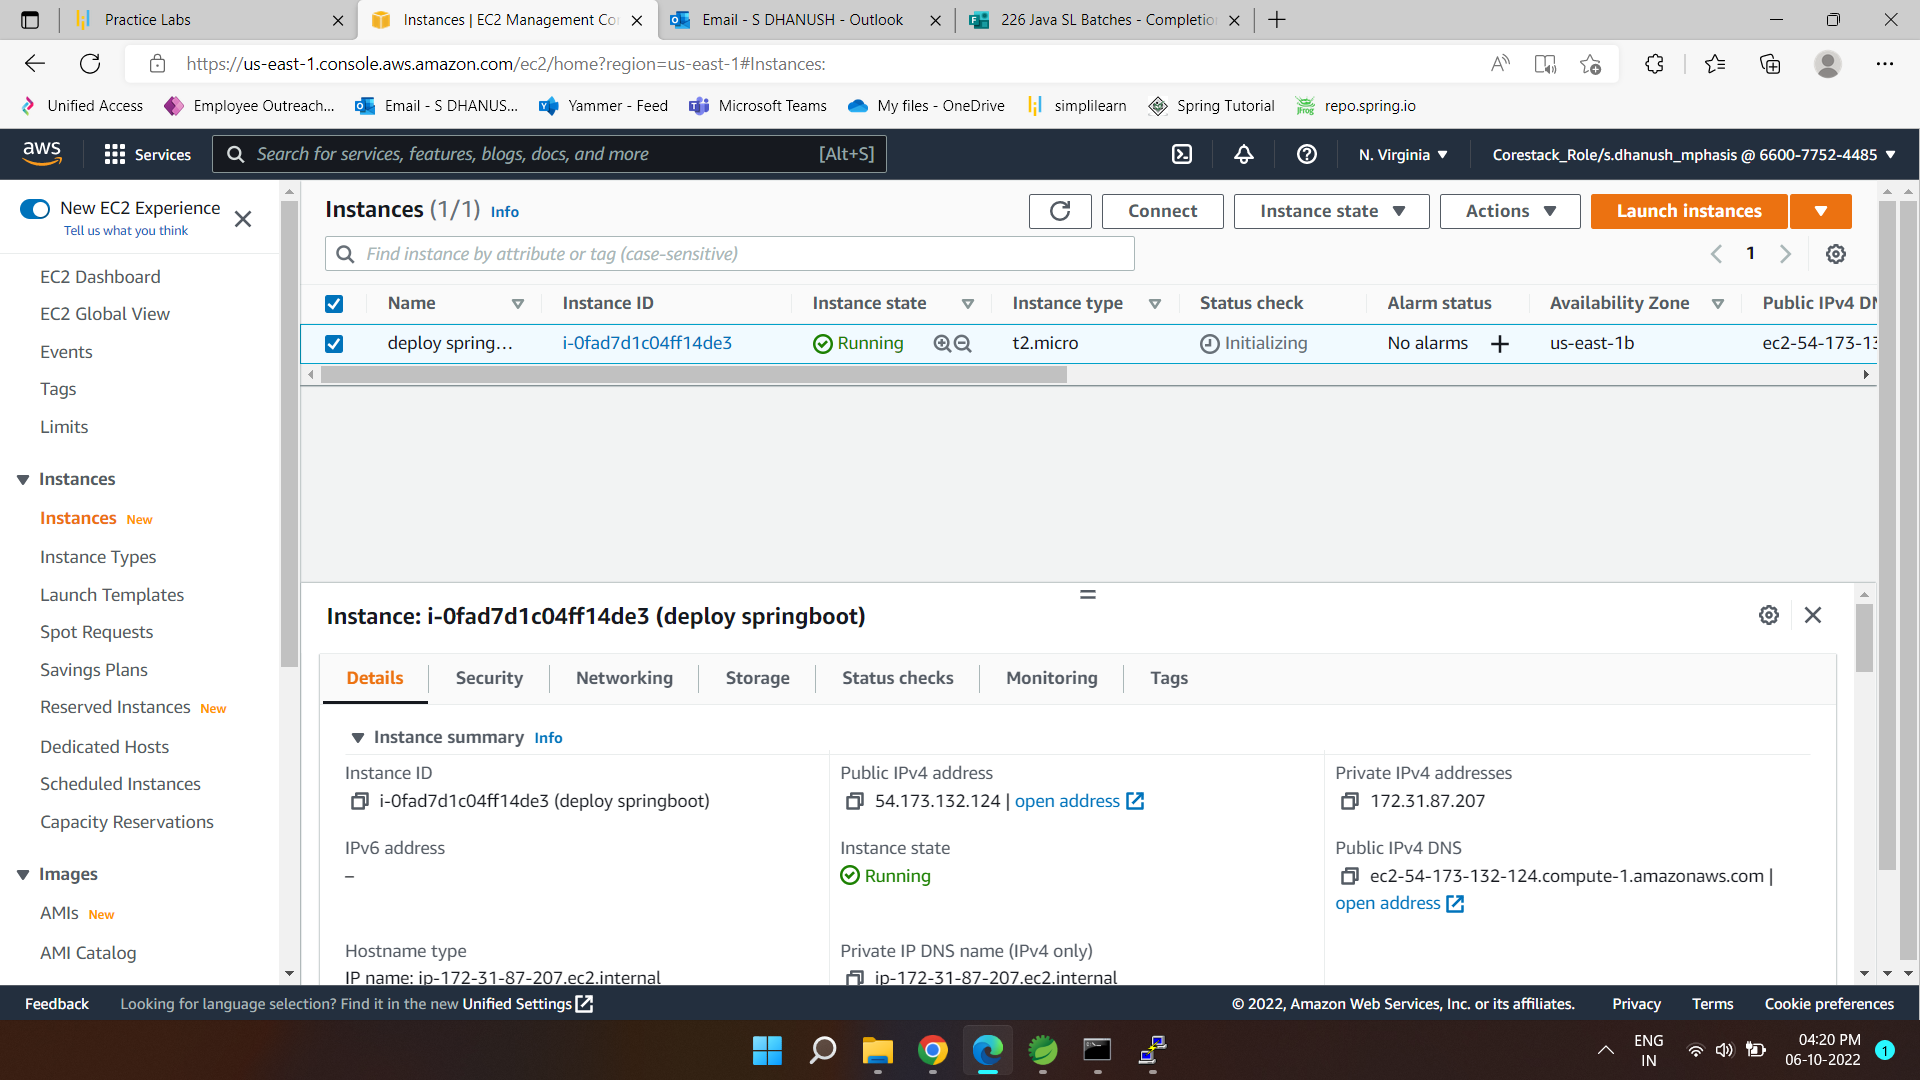 Practice Labs
Instances | EC2 Management Co
Email - S DHANUSH - Outlook
226 Java SL Batches - Completio
https://us-east-1.console.aws.amazon.com/ec2/home?region=us-east-1#Instances:
Unified Access
Employee Outreach...
Email - S DHANUS...
Yammer - Feed
Microsoft Teams
My files - OneDrive
simplilearn
Spring Tutorial
repo.spring.io
aws
Services
Search for services, features, blogs, docs, and more
[Alt+S]
N. Virginia
Corestack_Role/s.dhanush_mphasis @ 6600-7752-4485
New EC2 Experience
Tell us what you think
EC2 Dashboard
EC2 Global View
Events
Tags
Limits
Instances
Instances New
Instance Types
Launch Templates
Spot Requests
Savings Plans
Reserved Instances New
Dedicated Hosts
Scheduled Instances
Capacity Reservations
Images
AMIs New
AMI Catalog
Instances (1/1) Info
Connect
Instance state
Actions
Launch instances
Find instance by attribute or tag (case-sensitive)
1
Name
Instance ID
Instance state
Instance type
Status check
Alarm status
Availability Zone
Public IPv4 DN
deploy spring...
i-0fad7d1c04ff14de3
Running
t2.micro
Initializing
No alarms
us-east-1b
ec2-54-173-13
Instance: i-0fad7d1c04ff14de3 (deploy springboot)
Details
Security
Networking
Storage
Status checks
Monitoring
Tags
Instance summary Info
Instance ID
i-0fad7d1c04ff14de3 (deploy springboot)
Public IPv4 address
54.173.132.124 | open address
Private IPv4 addresses
172.31.87.207
IPv6 address
–
Instance state
Running
Public IPv4 DNS
ec2-54-173-132-124.compute-1.amazonaws.com |
open address
Hostname type
IP name: ip-172-31-87-207.ec2.internal
Private IP DNS name (IPv4 only)
ip-172-31-87-207.ec2.internal
Feedback
Looking for language selection? Find it in the new Unified Settings
© 2022, Amazon Web Services, Inc. or its affiliates.
Privacy
Terms
Cookie preferences
ENG
IN
04:20 PM
06-10-2022
1